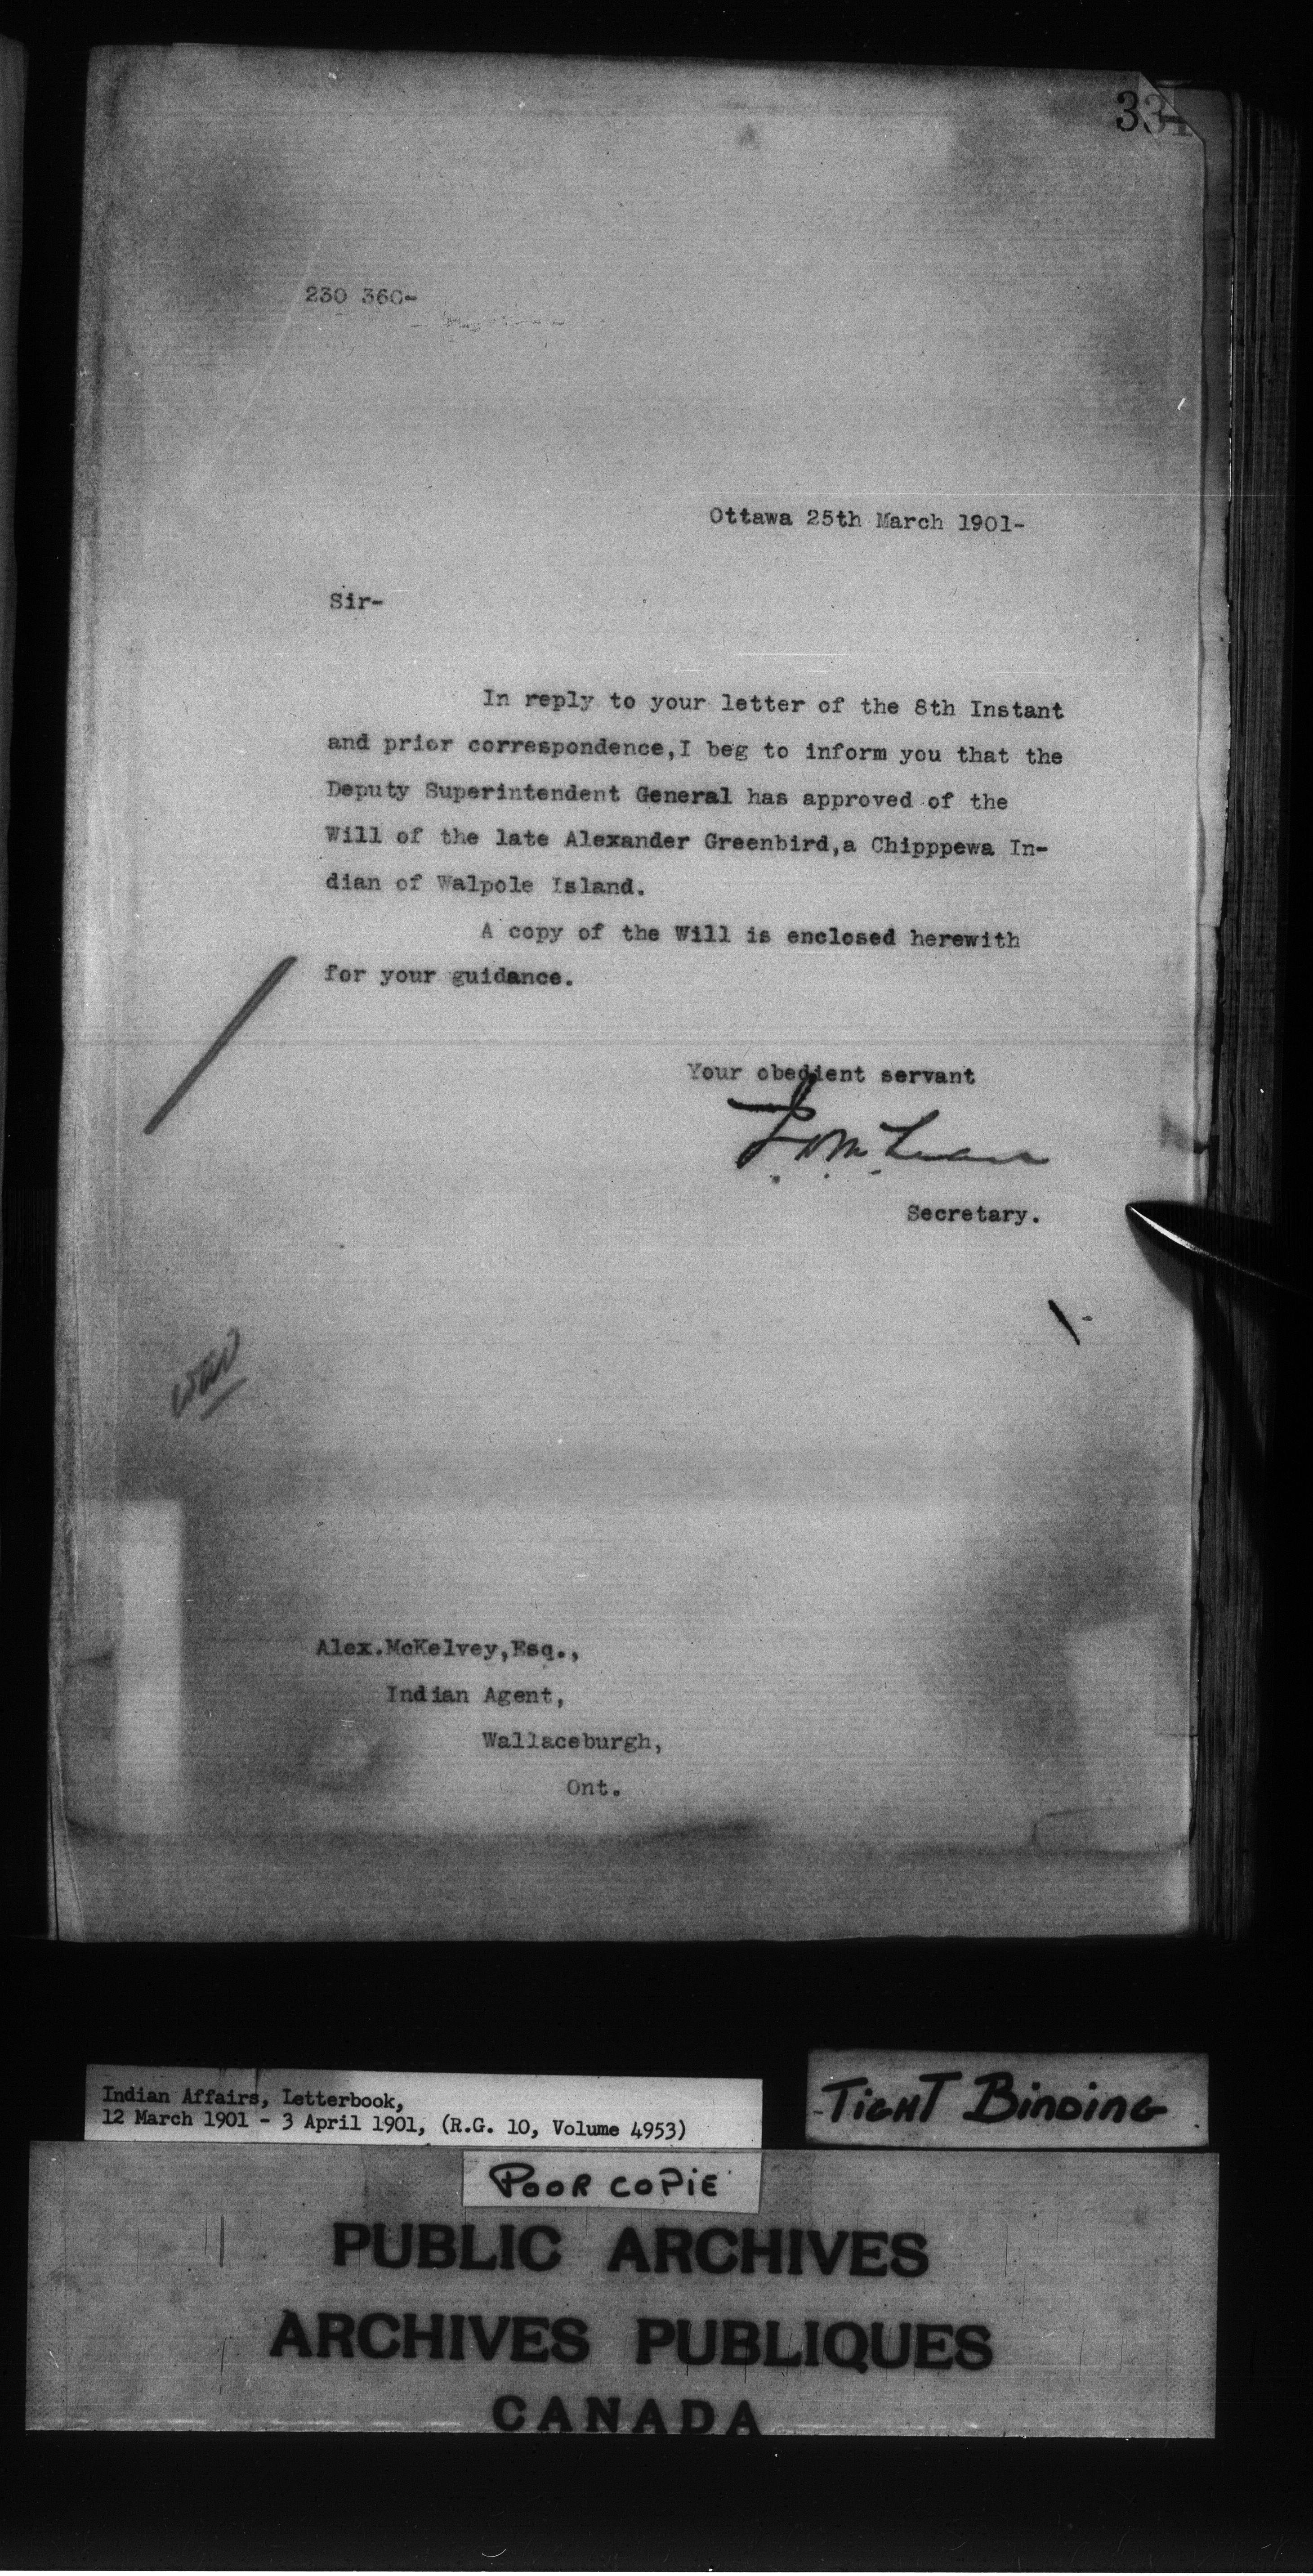 334
230 360-
Ottawa 25th March 1901-
Sir-
In reply to your letter of the 8th Instant
and prior correspondence,I beg to inform you that the
Deputy Superintendent General has approved of the
Will of the late Alexander Greenbird,a Chipppewa In-
dian of Walpole Island.
A copy of the Will is enclosed herewith
for your guidance.
Your obedient servant
J D McLean
Secretary.
Alex.McKelvey,Esq.,
Indian Agent,
Wallaceburgh,
Ont.
Indian Affairs, Letterbook,
12 March 1901 - 3 April 1901, (R.G. 10, Volume 4953)
TIGHT BINDING
POOR COPIE
PUBLIC ARCHIVES
ARCHIVES PUBLIQUES
CANADA